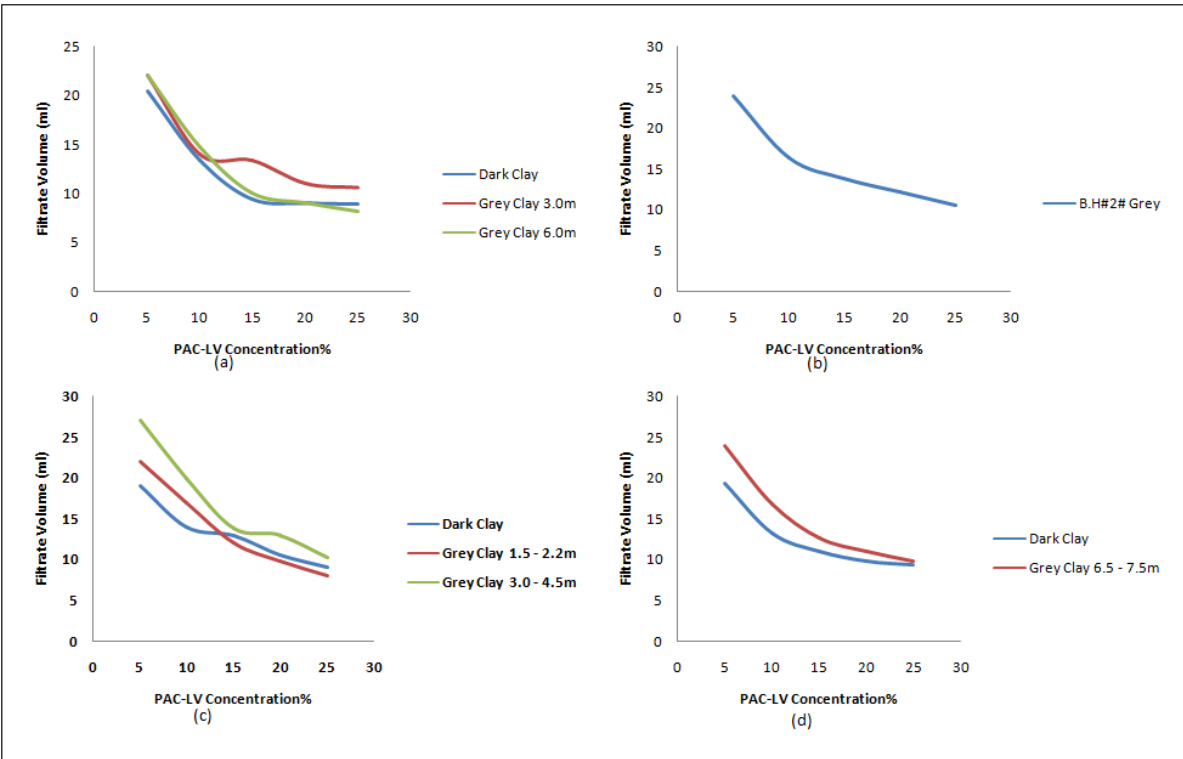 25
20
15
10
5
0
Filtrate Volume (ml)
0 5 10 15 20 25 30
PAC-LV Concentration%
(a)
Dark Clay
Grey Clay 3.0m
Grey Clay 6.0m
30
25
20
15
10
5
0
Filtrate Volume (ml)
0 5 10 15 20 25 30
PAC-LV Concentration%
(b)
B.H#2# Grey
30
25
20
15
10
5
0
Filtrate Volume (ml)
0 5 10 15 20 25 30
PAC-LV Concentration%
(c)
Dark Clay
Grey Clay 1.5 - 2.2m
Grey Clay 3.0 - 4.5m
30
25
20
15
10
5
0
Filtrate Volume (ml)
0 5 10 15 20 25 30
PAC-LV Concentration%
(d)
Dark Clay
Grey Clay 6.5 - 7.5m